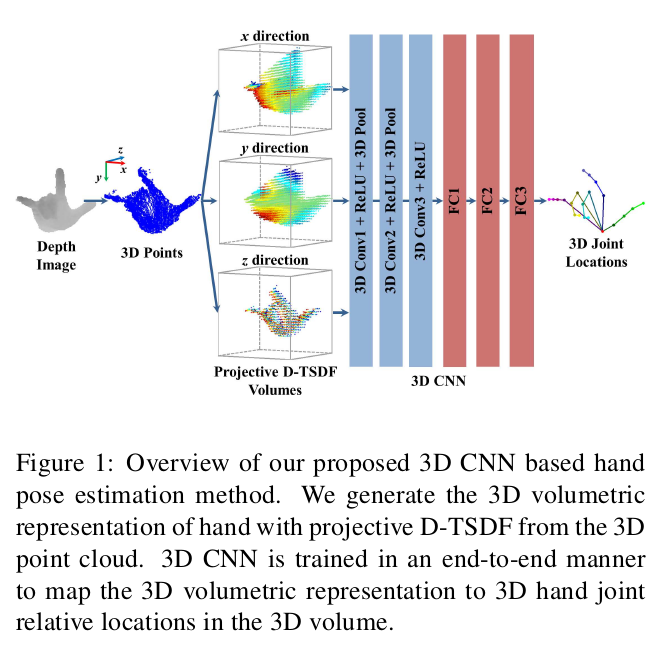 x direction
y direction
z direction
z
x
y
Depth
Image
3D Points
Projective D-TSDF
Volumes
3D Conv1 + ReLU + 3D Pool
3D Conv2 + ReLU + 3D Pool
3D Conv3 + ReLU
FC1
FC2
FC3
3D CNN
3D Joint
Locations
Figure 1: Overview of our proposed 3D CNN based hand
pose estimation method. We generate the 3D volumetric
representation of hand with projective D-TSDF from the 3D
point cloud. 3D CNN is trained in an end-to-end manner
to map the 3D volumetric representation to 3D hand joint
relative locations in the 3D volume.